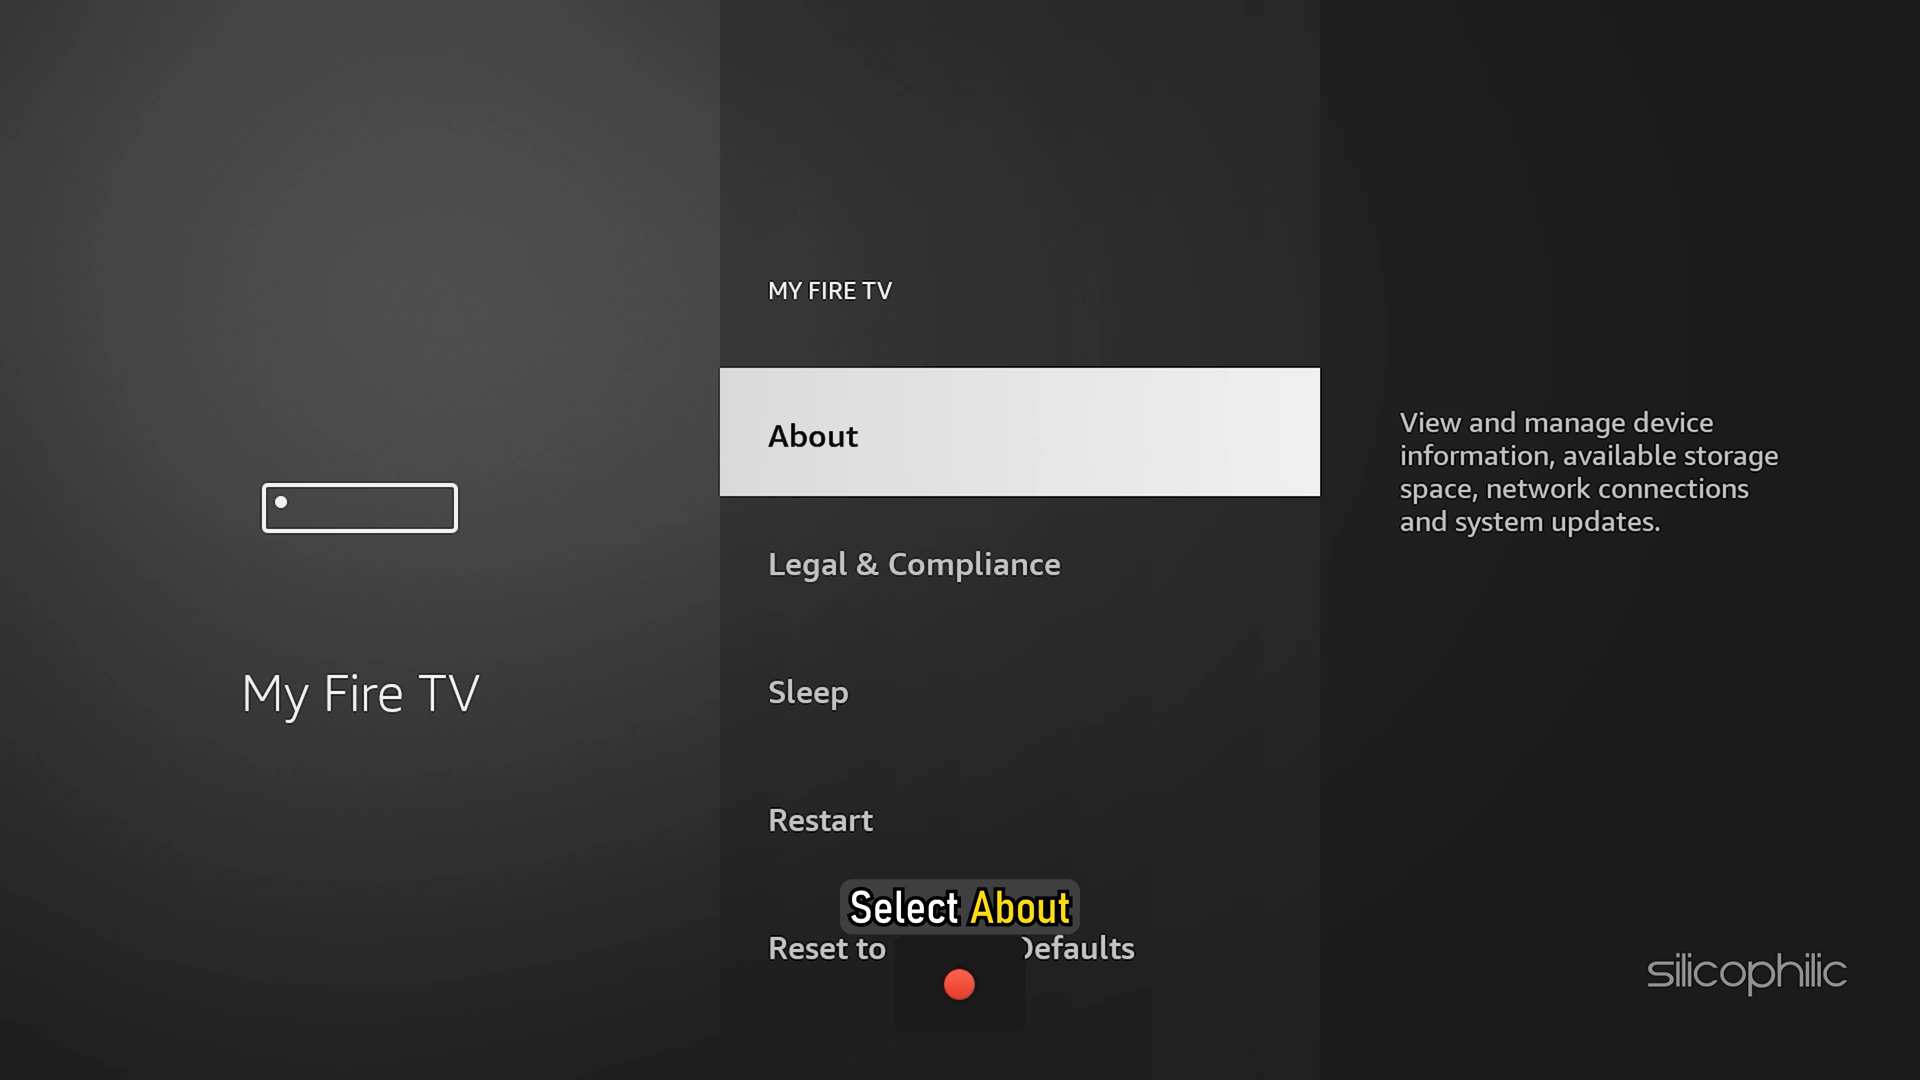 MY FIRE TV
About
Legal & Compliance
Sleep
Restart
Reset to Defaults
My Fire TV
View and manage device
information, available storage
space, network connections
and system updates.
Select About
silicophilic